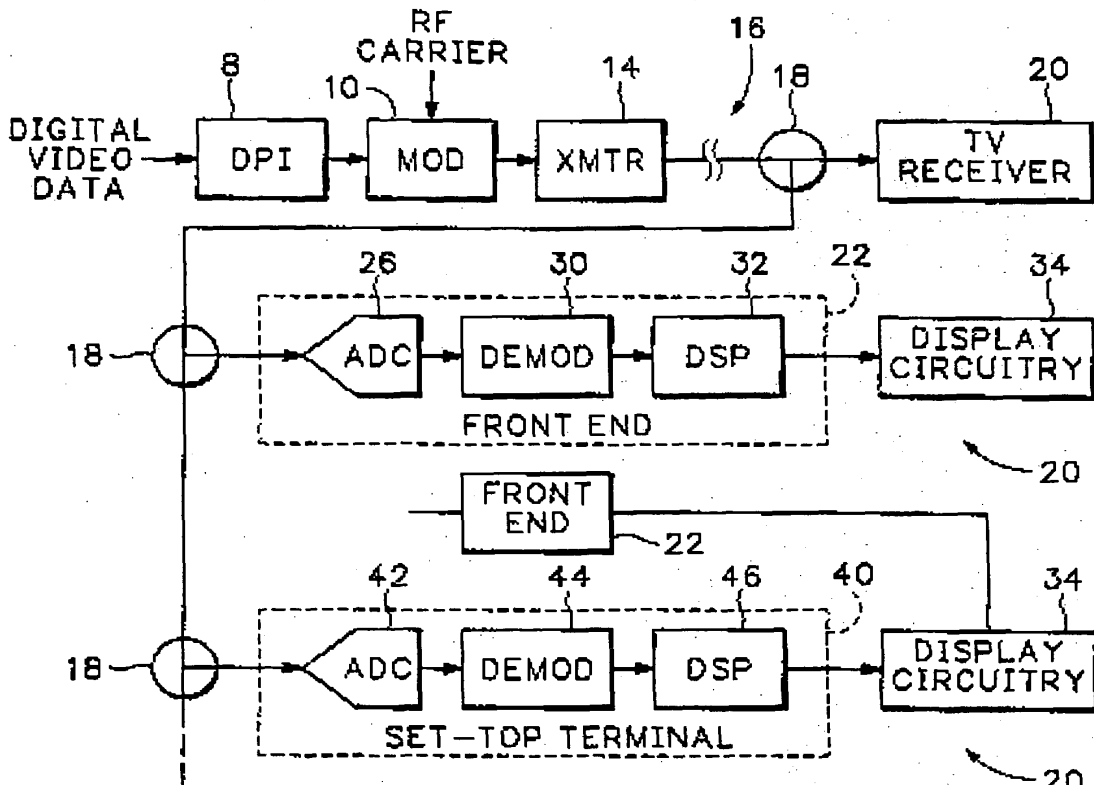 RF
CARRIER
16
8
10
14
18
20
DIGITAL
VIDEO
DATA
DPI
MOD
XMTR
TV
RECEIVER
26
30
32
22
34
18
ADC
DEMOD
DSP
DISPLAY
CIRCUITRY
FRONT END
20
FRONT
END
22
42
44
46
40
34
18
ADC
DEMOD
DSP
DISPLAY
CIRCUITRY
SET-TOP TERMINAL
20